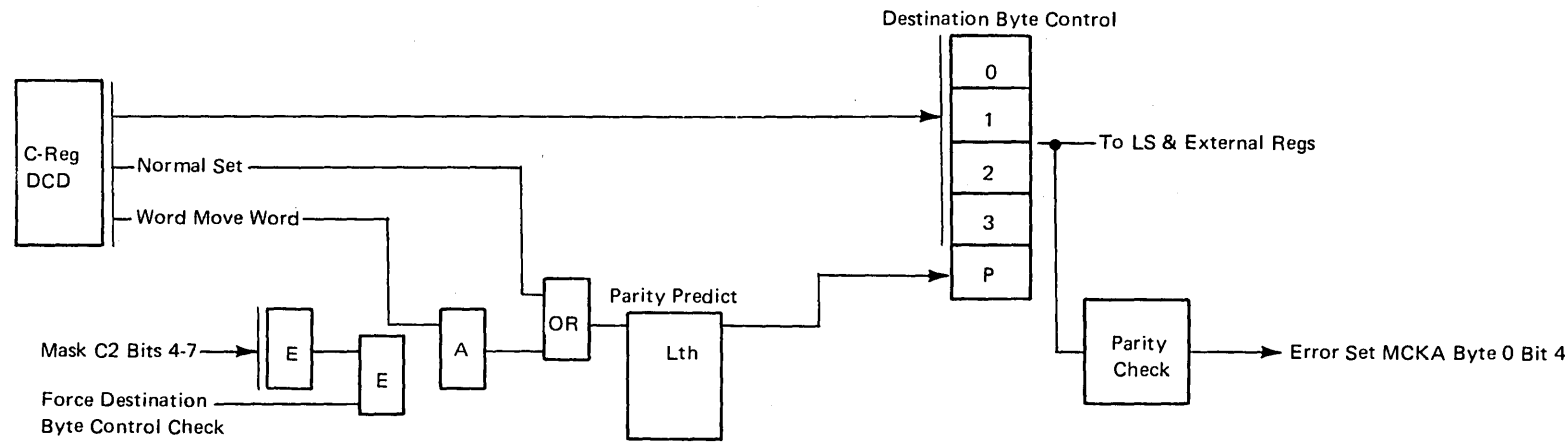 Destination Byte Control
0
1
2
3
P
C-Reg
DCD
Normal Set
Word Move Word
To LS & External Regs
Mask C2 Bits 4-7
E
E
Force Destination
Byte Control Check
A
OR
Parity Predict
Lth
Parity
Check
Error Set MCKA Byte 0 Bit 4